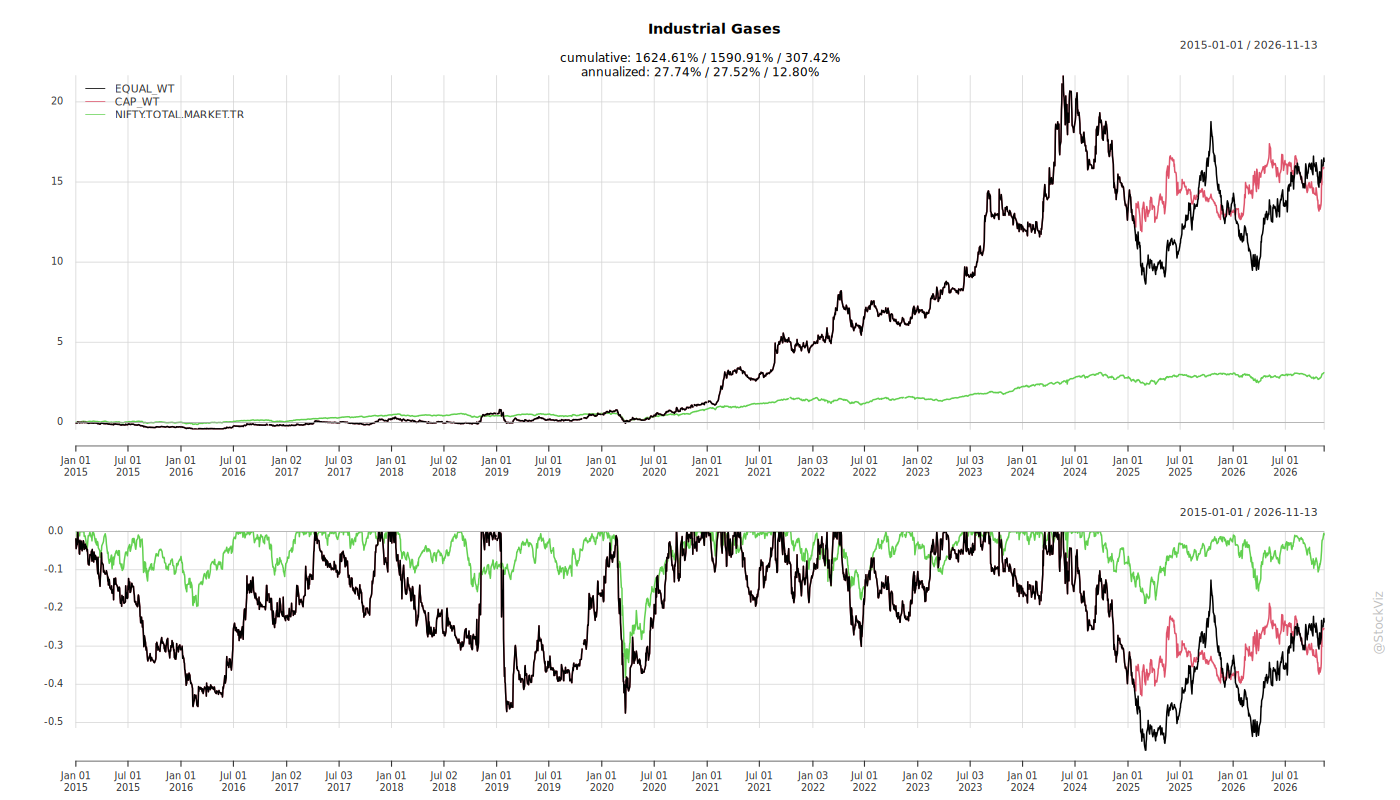 Industrial Gases
2015-01-01 / 2026-11-13
cumulative: 1624.61% / 1590.91% / 307.42%
annualized: 27.74% / 27.52% / 12.80%
EQUAL_WT
CAP_WT
NIFTY.TOTAL.MARKET.TR
20
15
10
5
0
Jan 01 Jul 01 Jan 01 Jul 01 Jan 02 Jul 03 Jan 01 Jul 02 Jan 01 Jul 01 Jan 01 Jul 01 Jan 01 Jul 01 Jan 03 Jul 01 Jan 02 Jul 03 Jan 01 Jul 01 Jan 01 Jul 01 Jan 01 Jul 01
2015 2015 2016 2016 2017 2017 2018 2018 2019 2019 2020 2020 2021 2021 2022 2022 2023 2023 2024 2024 2025 2025 2026 2026
2015-01-01 / 2026-11-13
0.0
-0.1
-0.2
-0.3
-0.4
-0.5
Jan 01 Jul 01 Jan 01 Jul 01 Jan 02 Jul 03 Jan 01 Jul 02 Jan 01 Jul 01 Jan 01 Jul 01 Jan 01 Jul 01 Jan 03 Jul 01 Jan 02 Jul 03 Jan 01 Jul 01 Jan 01 Jul 01 Jan 01 Jul 01
2015 2015 2016 2016 2017 2017 2018 2018 2019 2019 2020 2020 2021 2021 2022 2022 2023 2023 2024 2024 2025 2025 2026 2026
@StockViz